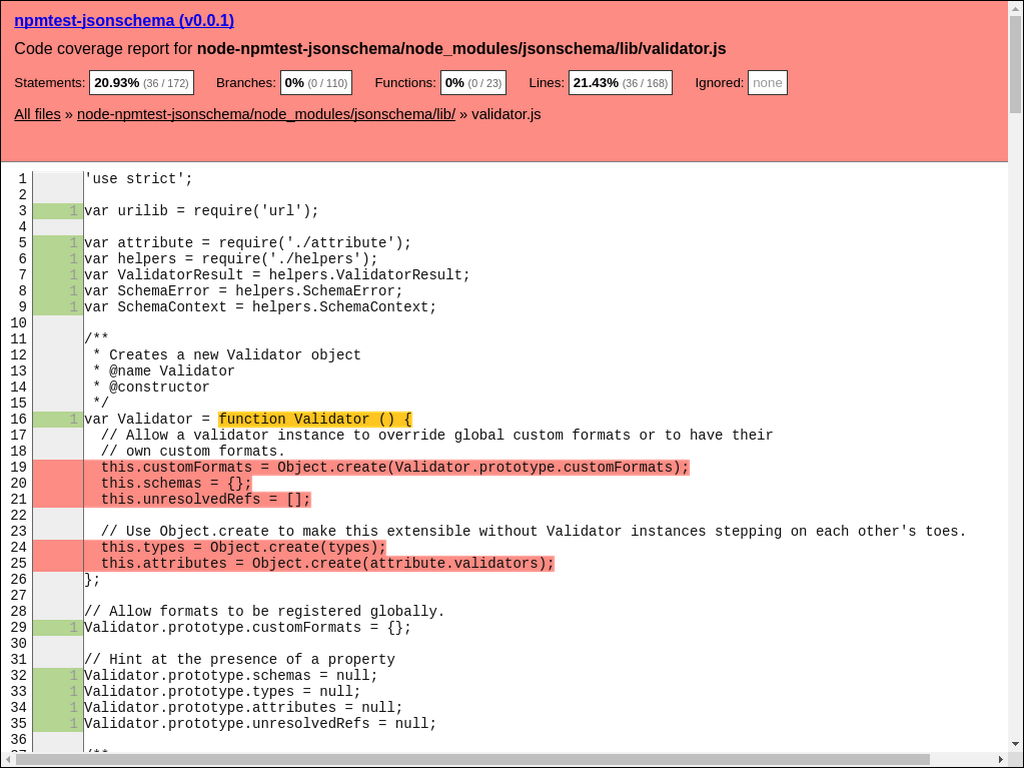 npmtest-jsonschema (v0.0.1)
Code coverage report for node-npmtest-jsonschema/node_modules/jsonschema/lib/validator.js
Statements: 20.93% (36 / 172) Branches: 0% (0 / 110) Functions: 0% (0 / 23) Lines: 21.43% (36 / 168) Ignored: none
All files » node-npmtest-jsonschema/node_modules/jsonschema/lib/ » validator.js
1 'use strict';
2
3 1 var urilib = require('url');
4
5 1 var attribute = require('./attribute');
6 1 var helpers = require('./helpers');
7 1 var ValidatorResult = helpers.ValidatorResult;
8 1 var SchemaError = helpers.SchemaError;
9 1 var SchemaContext = helpers.SchemaContext;
10
11 /**
12  * Creates a new Validator object
13  * @name Validator
14  * @constructor
15  */
16 1 var Validator = function Validator () {
17   // Allow a validator instance to override global custom formats or to have their
18   // own custom formats.
19   this.customFormats = Object.create(Validator.prototype.customFormats);
20   this.schemas = {};
21   this.unresolvedRefs = [];
22
23   // Use Object.create to make this extensible without Validator instances stepping on each other's toes.
24   this.types = Object.create(types);
25   this.attributes = Object.create(attribute.validators);
26 };
27
28 // Allow formats to be registered globally.
29 1 Validator.prototype.customFormats = {};
30
31 // Hint at the presence of a property
32 1 Validator.prototype.schemas = null;
33 1 Validator.prototype.types = null;
34 1 Validator.prototype.attributes = null;
35 1 Validator.prototype.unresolvedRefs = null;
36